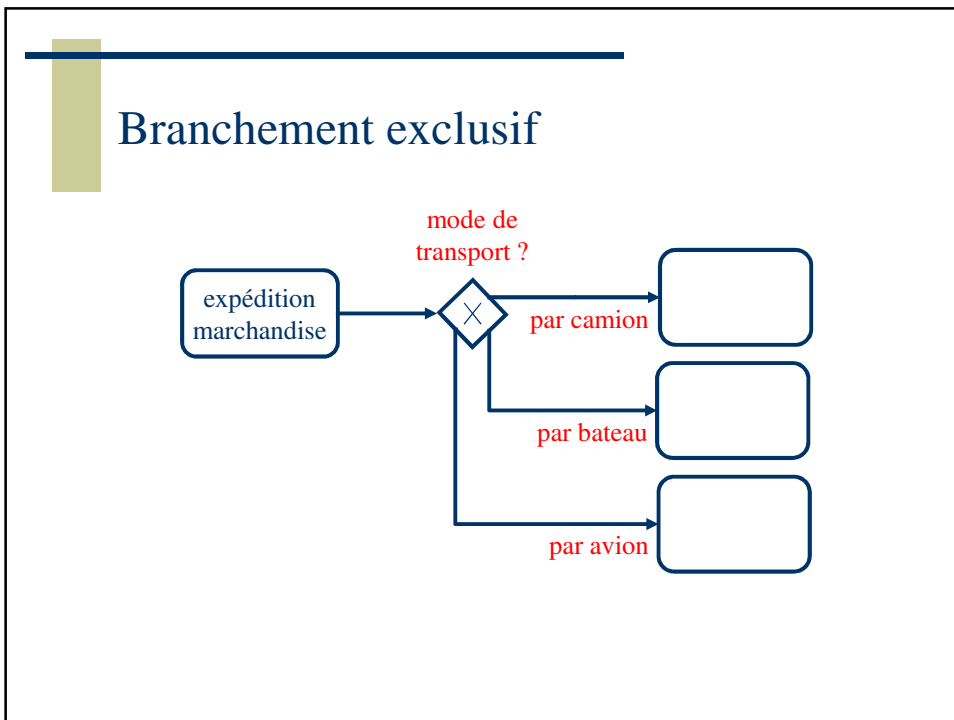 Branchement exclusif
mode de
transport ?
expédition
marchandise
par camion
par bateau
par avion